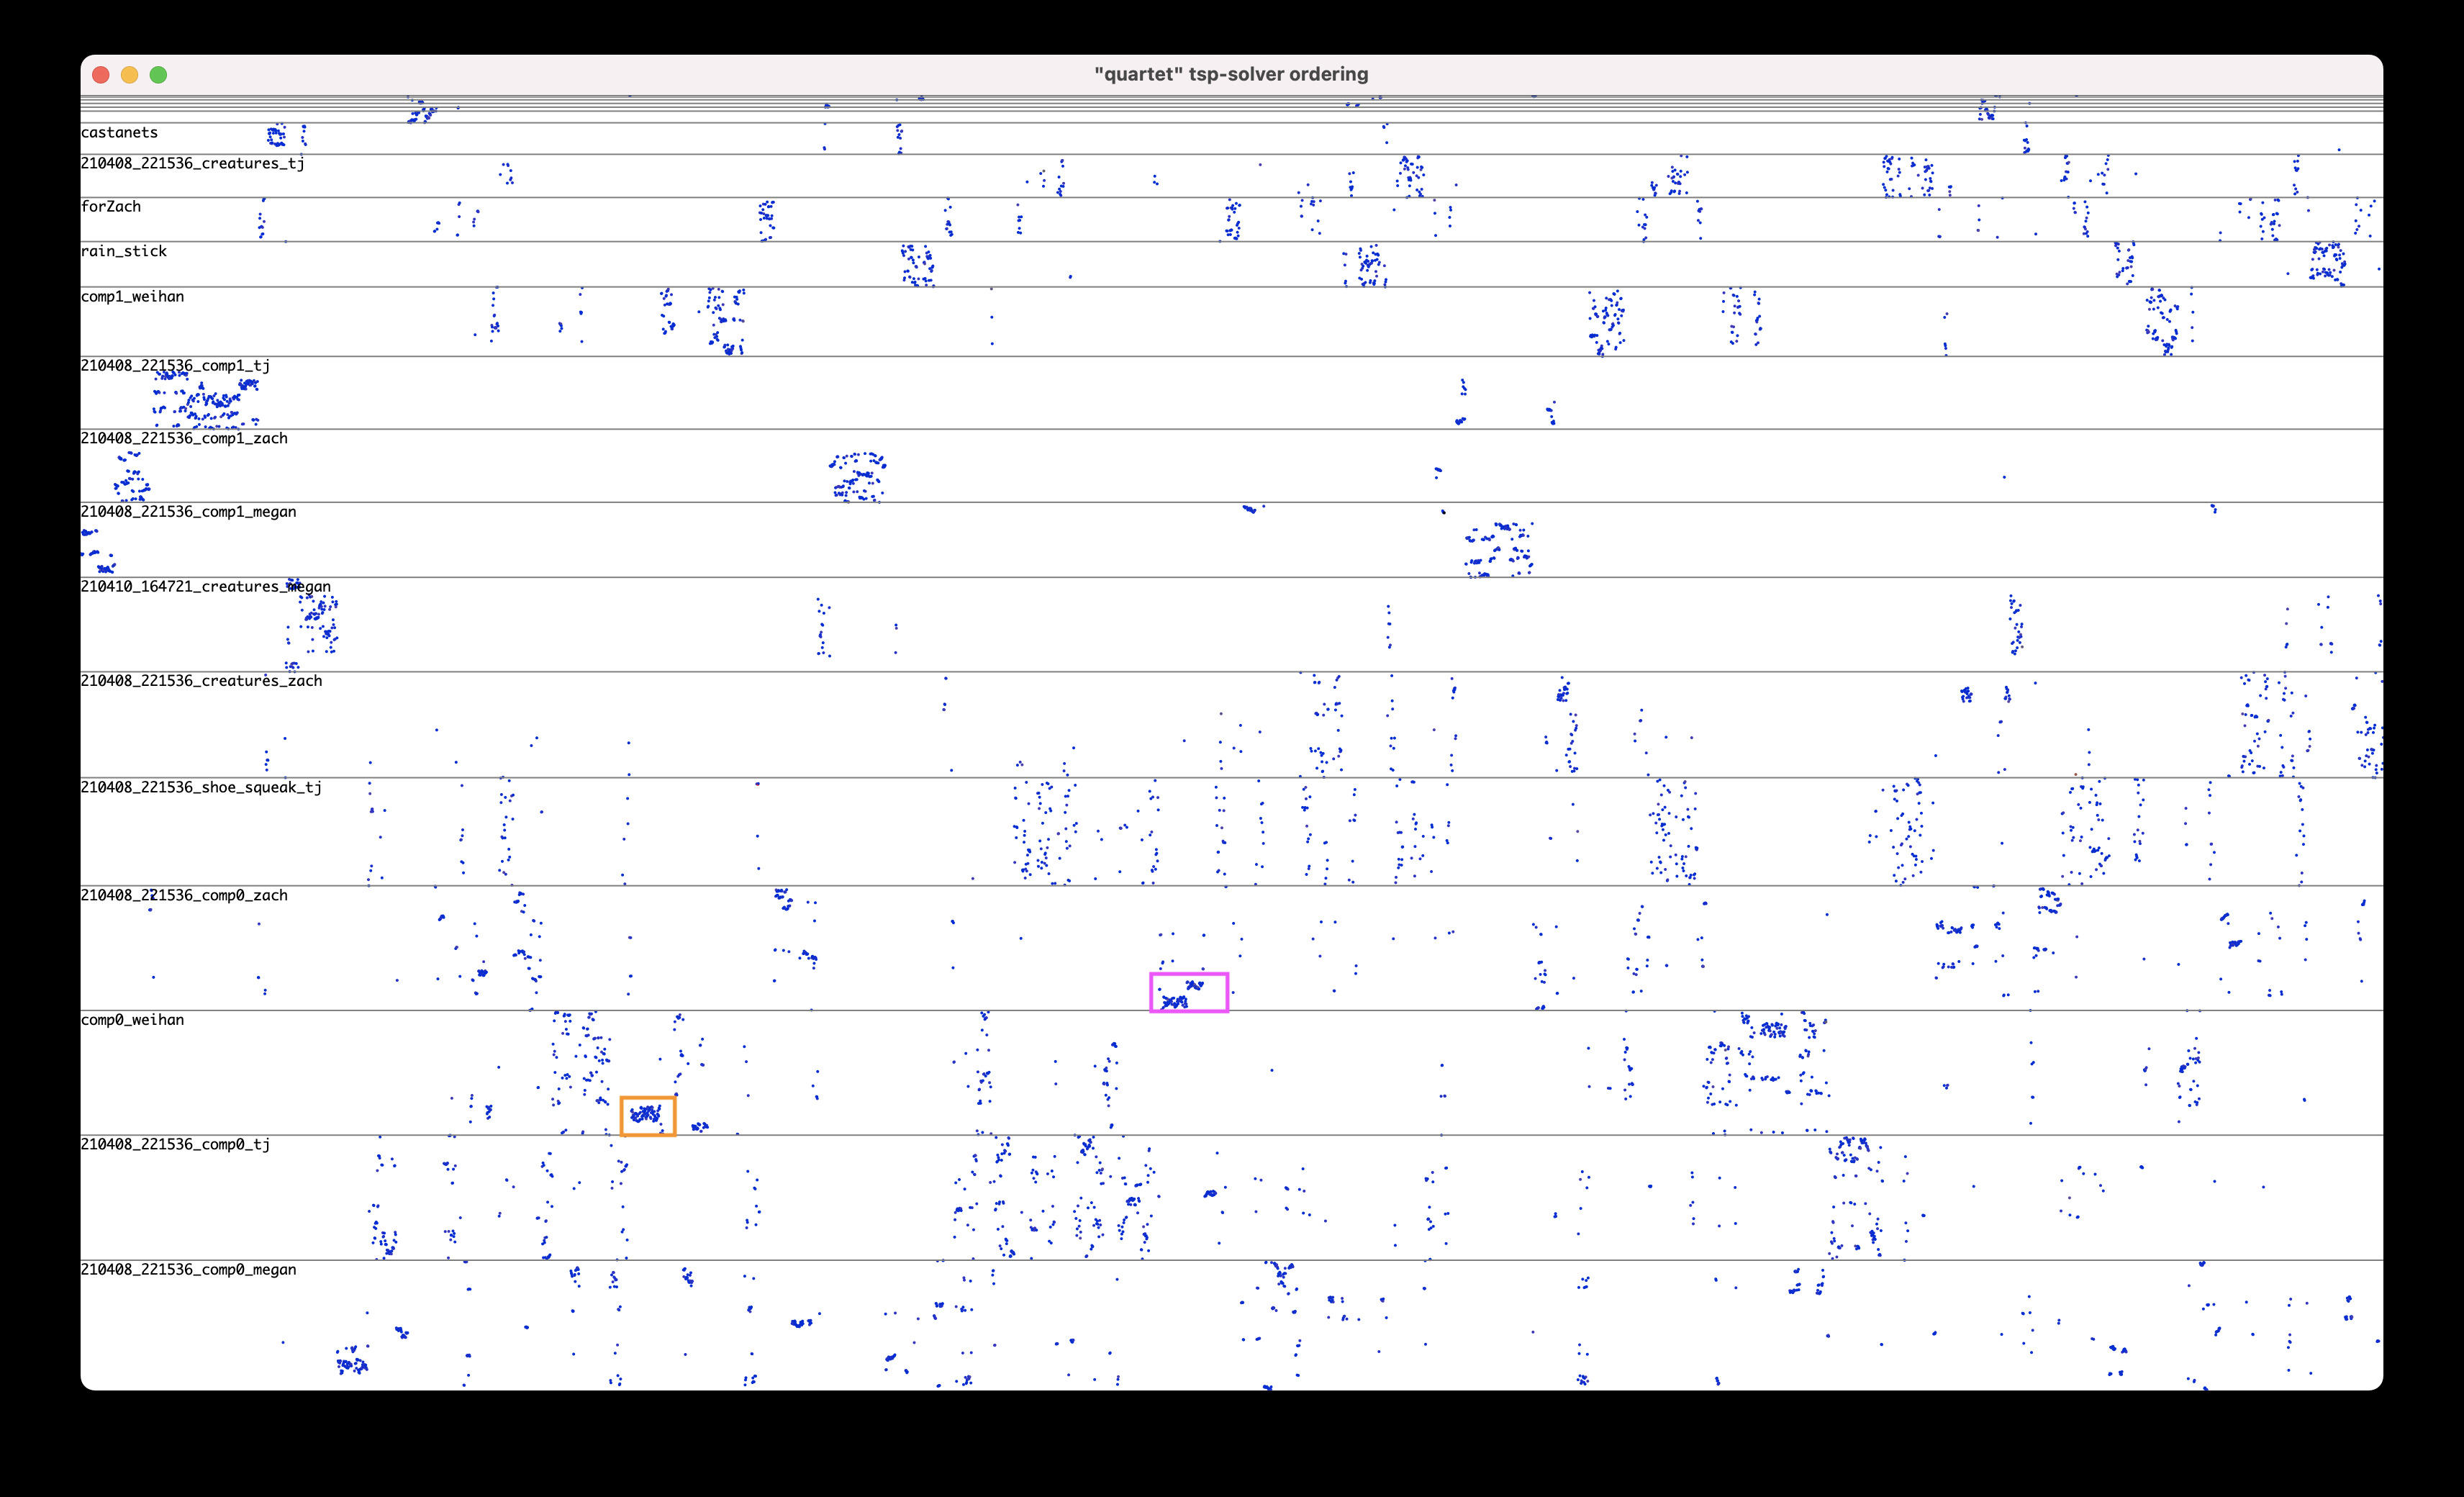 "quartet" tsp-solver ordering
castanets
210408_221536_creatures_tj
forZach
rain_stick
comp1_weihan
210408_221536_comp1_tj
210408_221536_comp1_zach
210408_221536_comp1_megan
210410_164721_creatures_megan
210408_221536_creatures_zach
210408_221536_shoe_squeak_tj
210408_221536_comp0_zach
comp0_weihan
210408_221536_comp0_tj
210408_221536_comp0_megan